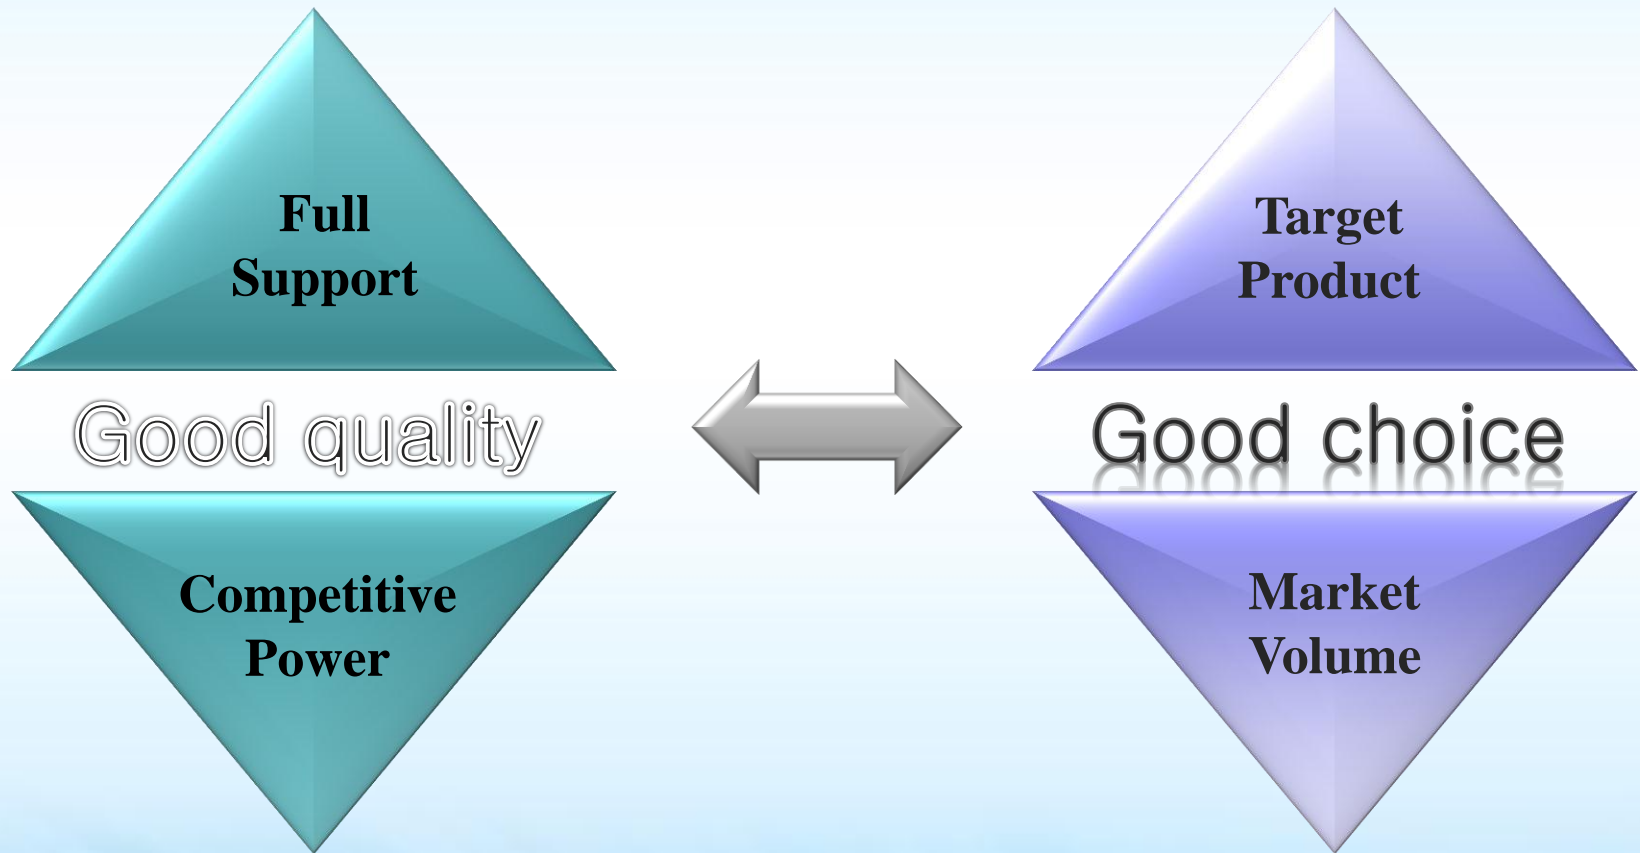 Full
Support
Good quality
Competitive
Power
Target
Product
Good choice
Market
Volume